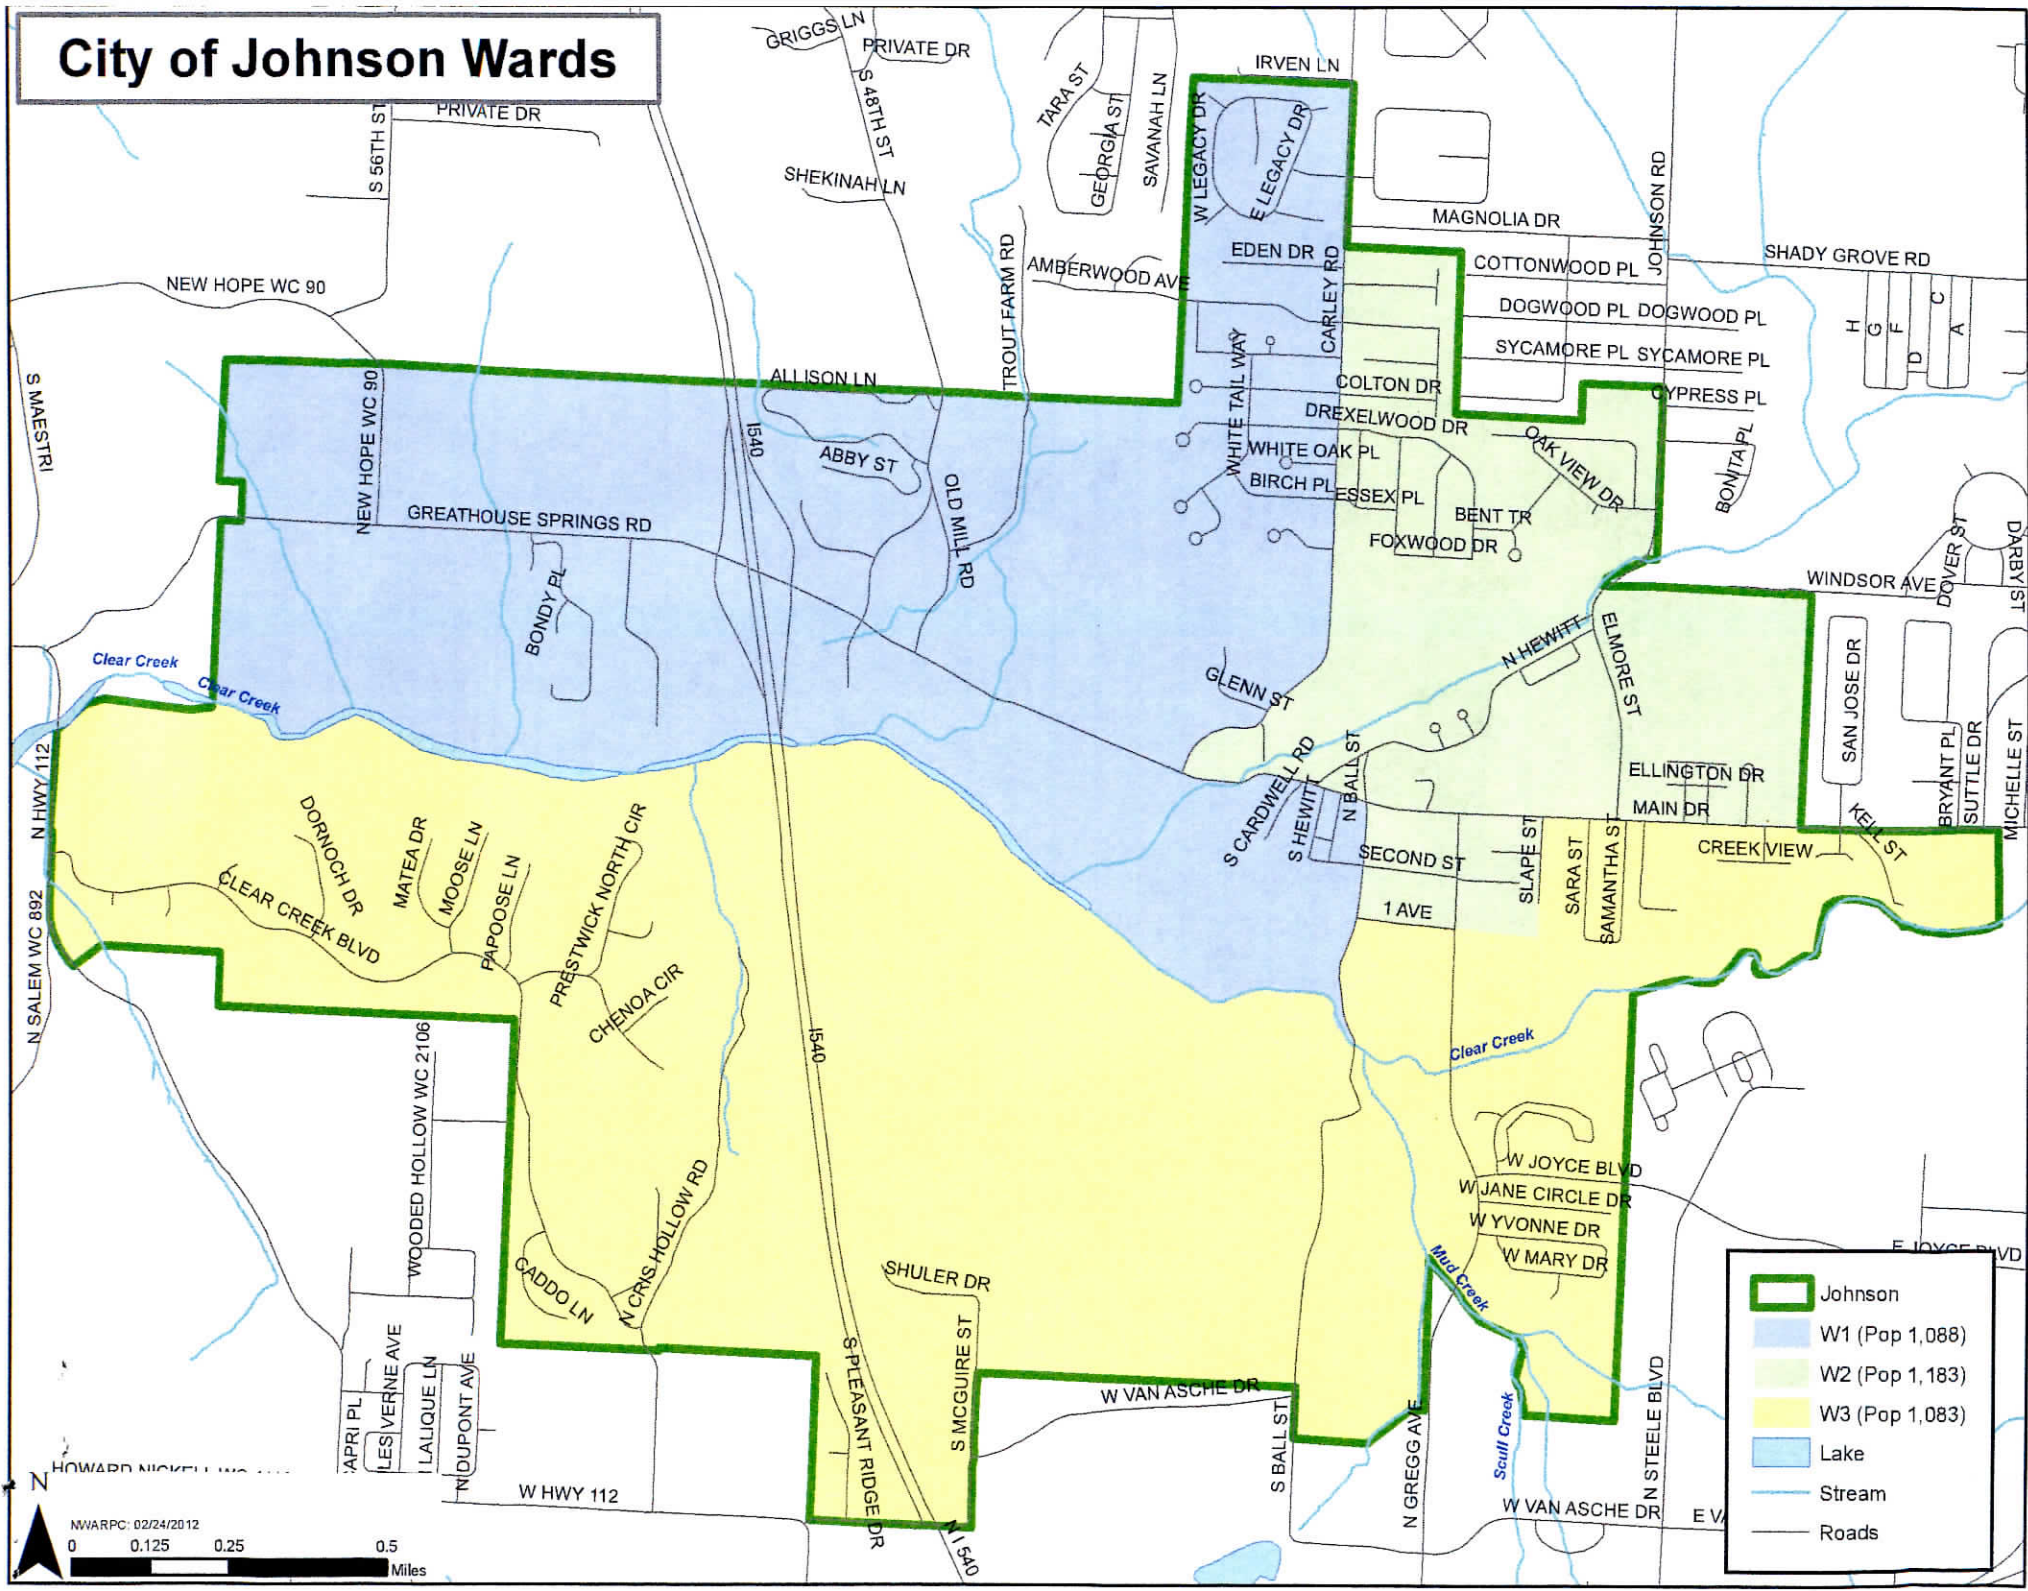 City of Johnson Wards
GRIGGS LN
PRIVATE DR
IRVEN LN
PRIVATE DR
S 56TH ST
S 48TH ST
SHEKINAH LN
TARA ST
GEORGIA ST
SAVANAH LN
W LEGACY DR
E LEGACY DR
MAGNOLIA DR
JOHNSON RD
SHADY GROVE RD
EDEN DR
CARLEY RD
COTTONWOOD PL
AMBERWOOD AVE
TROUT FARM RD
NEW HOPE WC 90
DOGWOOD PL DOGWOOD PL
H
G
F
D
C
A
SYCAMORE PL SYCAMORE PL
S MAESTRI
ALLISON LN
WHITE TAIL WAY
COLTON DR
CYPRESS PL
DREXELWOOD DR
NEW HOPE WC 90
I540
ABBY ST
WHITE OAK PL
OAK VIEW DR
BONITA PL
BIRCH PL
ESSEX PL
OLD MILL RD
GREATHOUSE SPRINGS RD
BENT TR
FOXWOOD DR
DOVER ST
DARBY ST
WINDSOR AVE
BONDY PL
N HEWITT
ELMORE ST
Clear Creek
Clear Creek
GLENN ST
SAN JOSE DR
BRYANT PL
SUTTLE DR
MICHELLE ST
N HWY 112
S CARDWELL RD
N BALL ST
ELLINGTON DR
MAIN DR
S HEWITT
SECOND ST
SLAPE ST
SARA ST
SAMANTHA ST
CREEK VIEW
KELL ST
DORNOCH DR
MATEA DR
MOOSE LN
PAPOOSE LN
PRESTWICK NORTH CIR
CLEAR CREEK BLVD
1 AVE
N SALEM WC 892
CHENOA CIR
I540
Clear Creek
WOODED HOLLOW WC 2106
W JOYCE BLVD
W JANE CIRCLE DR
W YVONNE DR
W MARY DR
E JOYCE BLVD
CADDO LN
N CRIS HOLLOW RD
SHULER DR
Mud Creek
S PLEASANT RIDGE DR
S MCGUIRE ST
W VAN ASCHE DR
S BALL ST
N GREGG AVE
Scull Creek
N STEELE BLVD
LES VERNE AVE
LALIQUE LN
N DUPONT AVE
W HWY 112
N I 540
W VAN ASCHE DR
Johnson
W1 (Pop 1,088)
W2 (Pop 1,183)
W3 (Pop 1,083)
Lake
Stream
Roads
N
NWARPC: 02/24/2012
0 0.125 0.25 0.5
Miles